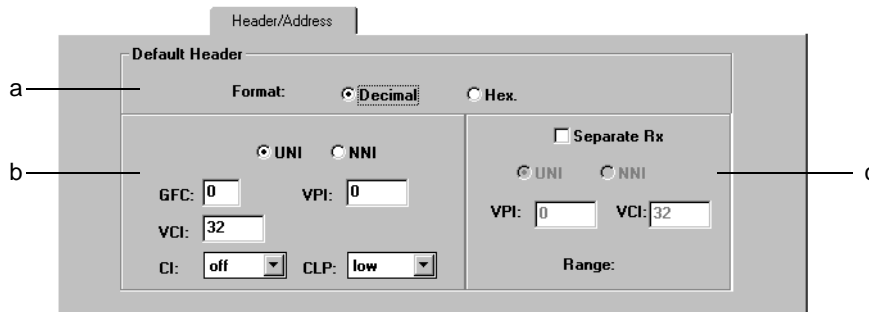 Header/Address
Default Header
a
Format: Decimal Hex.
b
UNI NNI
GFC: 0 VPI: 0
VCI: 32
CI: off CLP: low
Separate Rx
UNI NNI
VPI: 0 VCI: 32
Range: